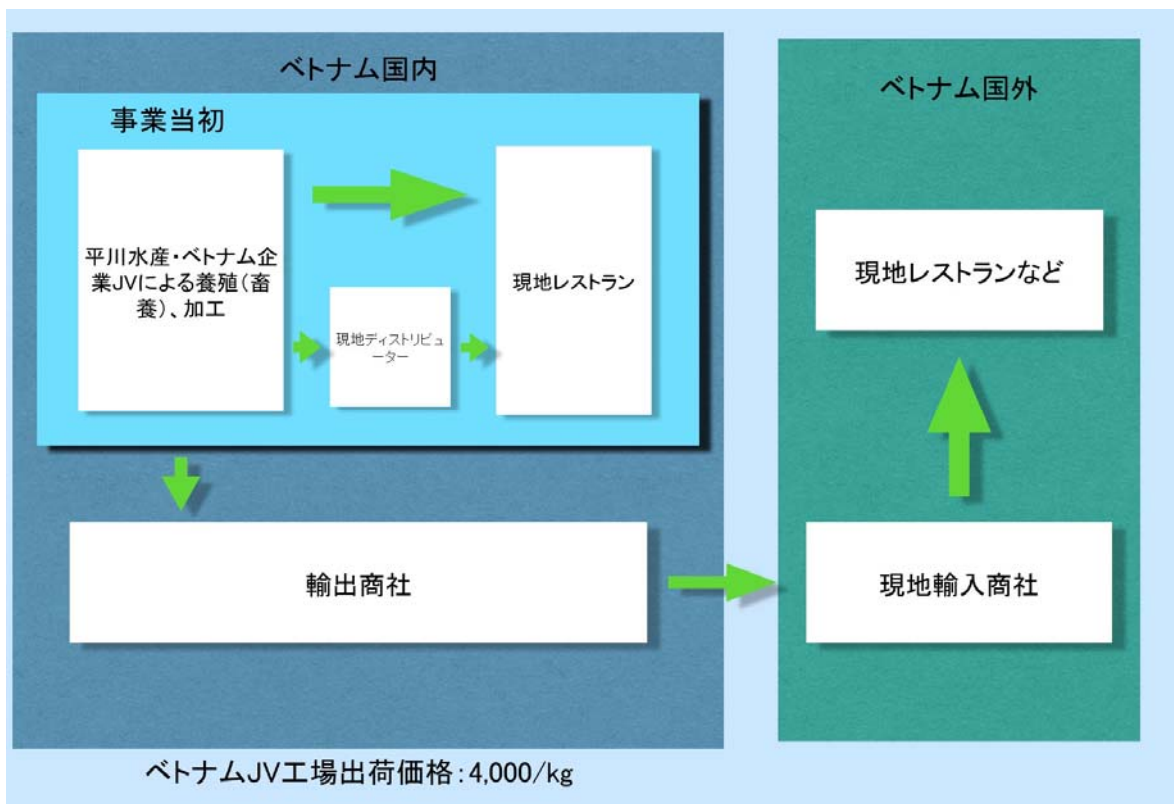 ベトナム国内
事業当初
平川水産・ベトナム企
業JVによる養殖(畜
養)、加工
現地ディストリビュ
ーター
現地レストラン
輸出商社
ベトナム国外
現地レストランなど
現地輸入商社
ベトナムJV工場出荷価格:4,000/kg